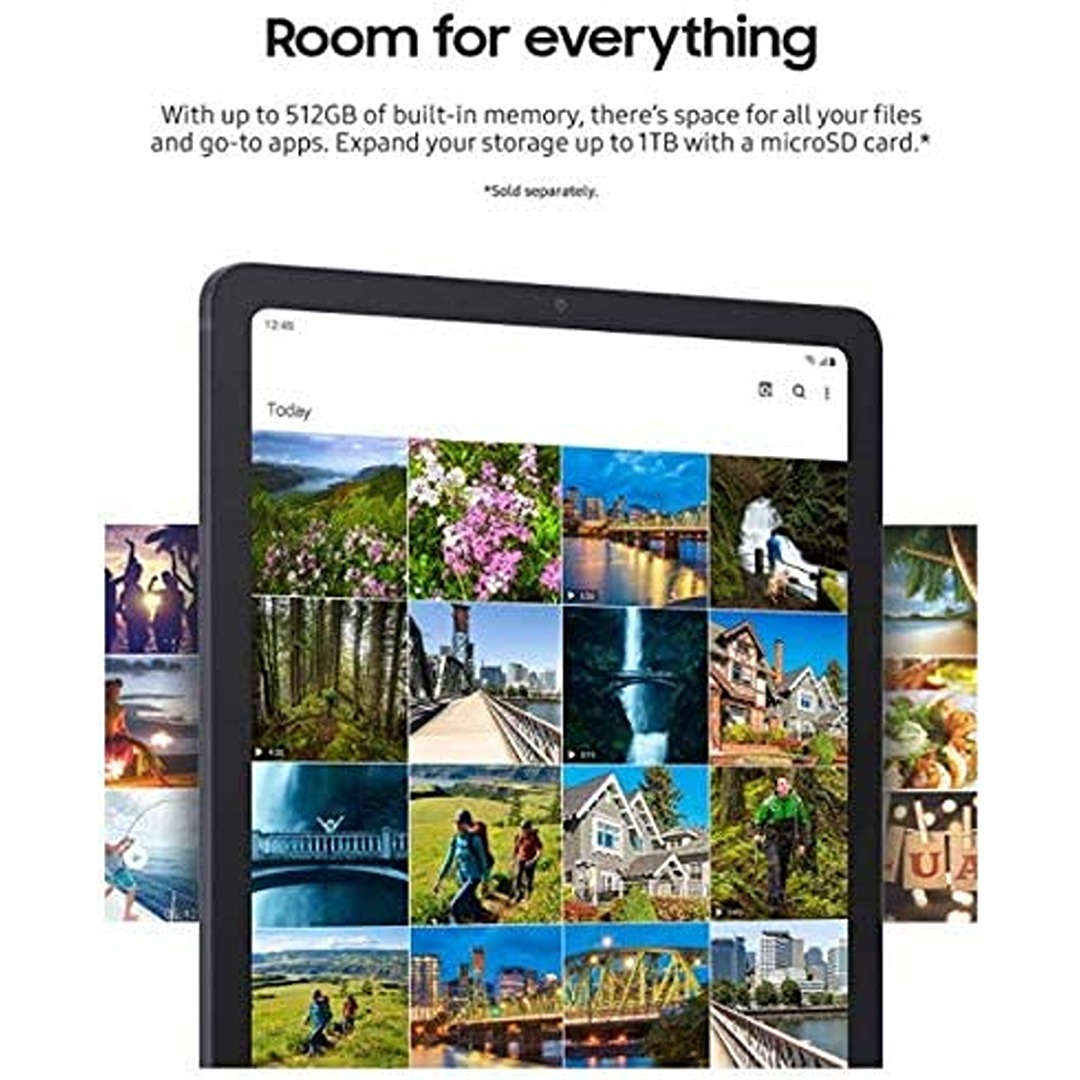 Room for everything
With up to 512GB of built-in memory, there's space for all your files
and go-to apps. Expand your storage up to 1TB with a microSD card.*
*Sold separately.
12:45
Today
UA